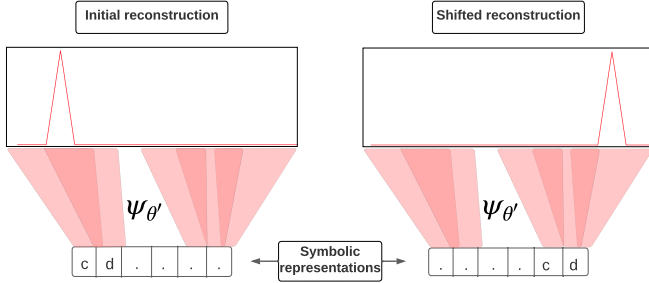 Initial reconstruction
Shifted reconstruction
ψθ′
ψθ′
c d . . . .
Symbolic
representations
. . . . c d